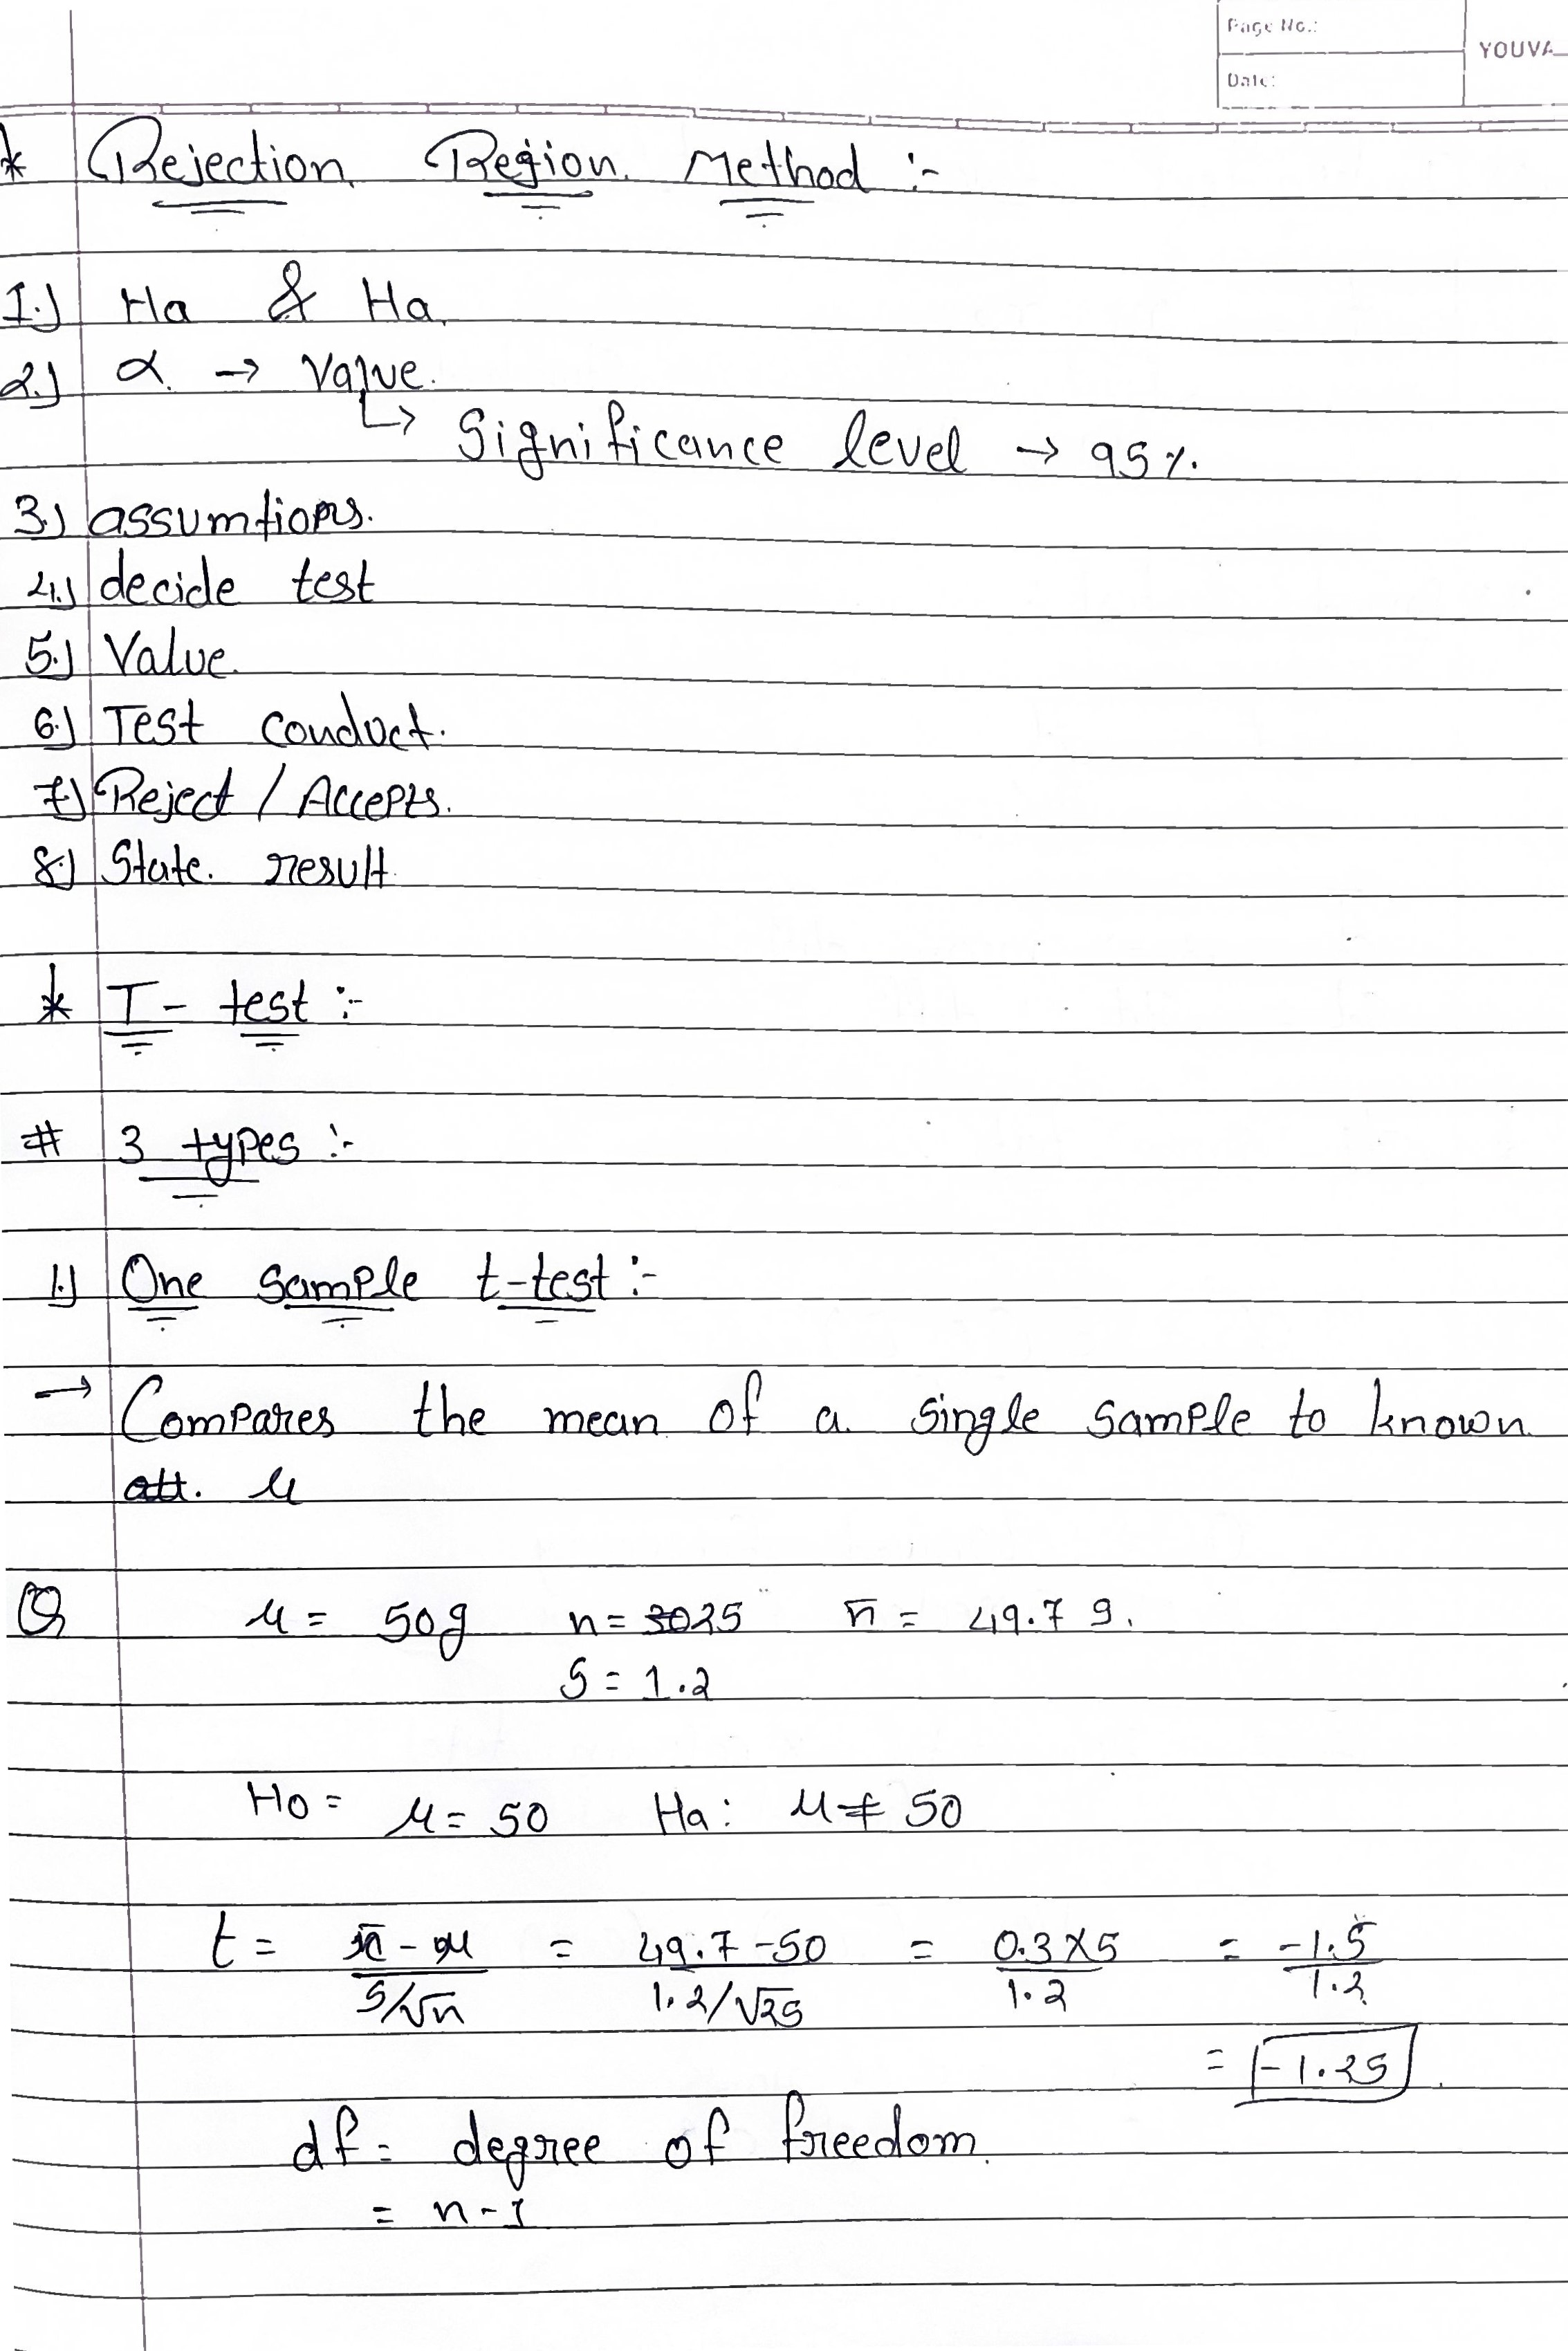 Page No.:
YOUVA
Date:
* Rejection Region Method :-
1.) Ha & Ha
2.) α → Value.
↳ Significance level → 95%.
3.) assumtions.
4.) decide test
5.) Value.
6.) Test conduct.
7.) Reject / Accepts.
8.) State. result
* T- test :-
# 3 types :-
1.) One Sample t-test :-
→ Compares the mean of a single sample to known
μ
Q μ = 50g n = 25 x̄ = 49.7 g.
S = 1.2
H0 = μ = 50 Ha : μ ≠ 50
t = x̄ - μ / S/√n = 49.7 - 50 / 1.2/√25 = 0.3 × 5 / 1.2 = -1.5 / 1.2
= -1.25
df = degree of freedom.
= n - 1